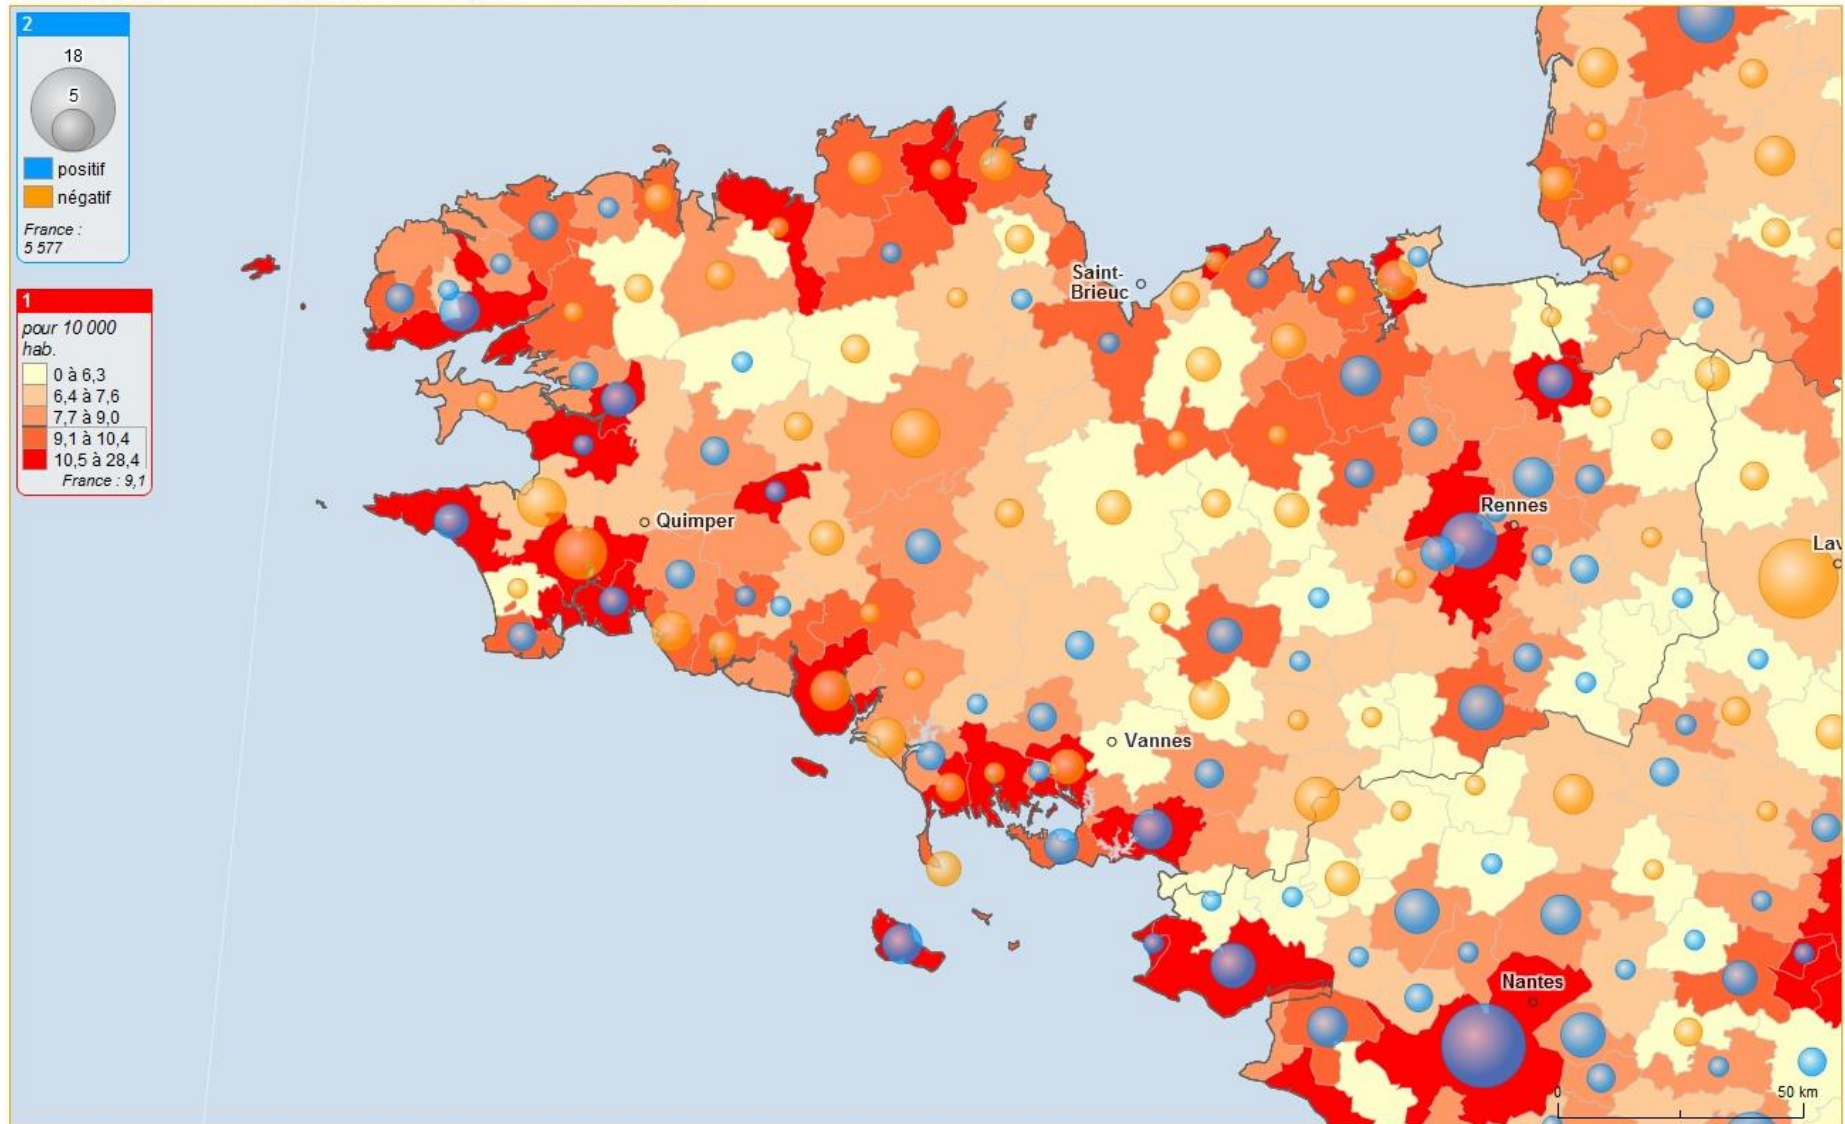 2
18
5
positif
négatif
France :
5 577
1
pour 10 000
hab.
0 à 6,3
6,4 à 7,6
7,7 à 9,0
9,1 à 10,4
10,5 à 28,4
France : 9,1
Saint-
Brieuc
Quimper
Rennes
Lav
Vannes
Nantes
0
50 km